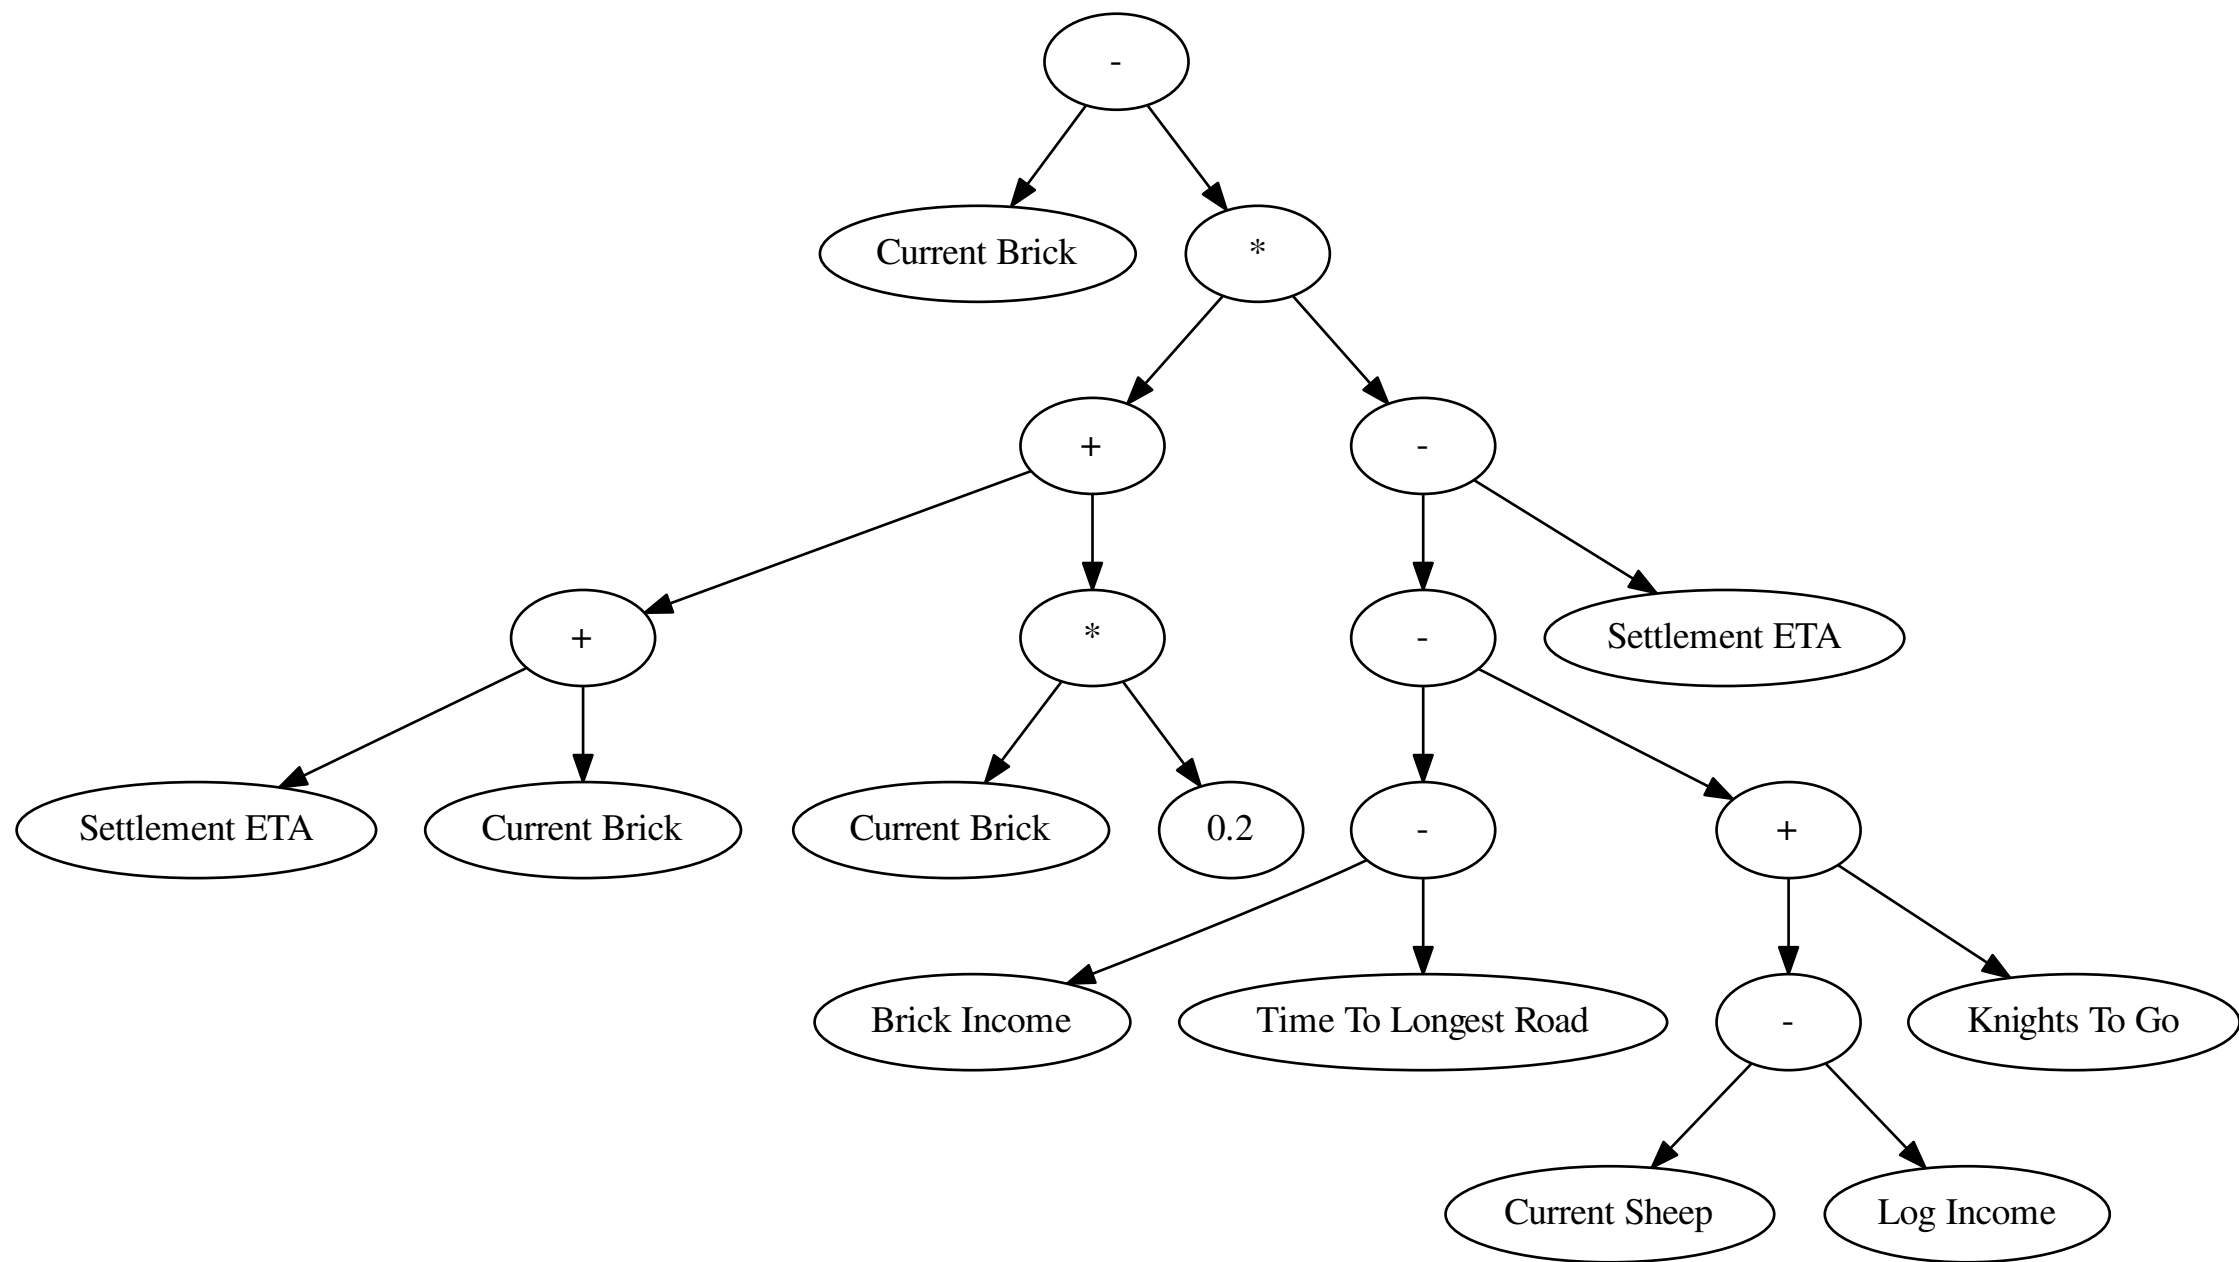 -
Current Brick
*
+
-
+
*
-
Settlement ETA
Settlement ETA
Current Brick
Current Brick
0.2
-
+
Brick Income
Time To Longest Road
-
Knights To Go
Current Sheep
Log Income